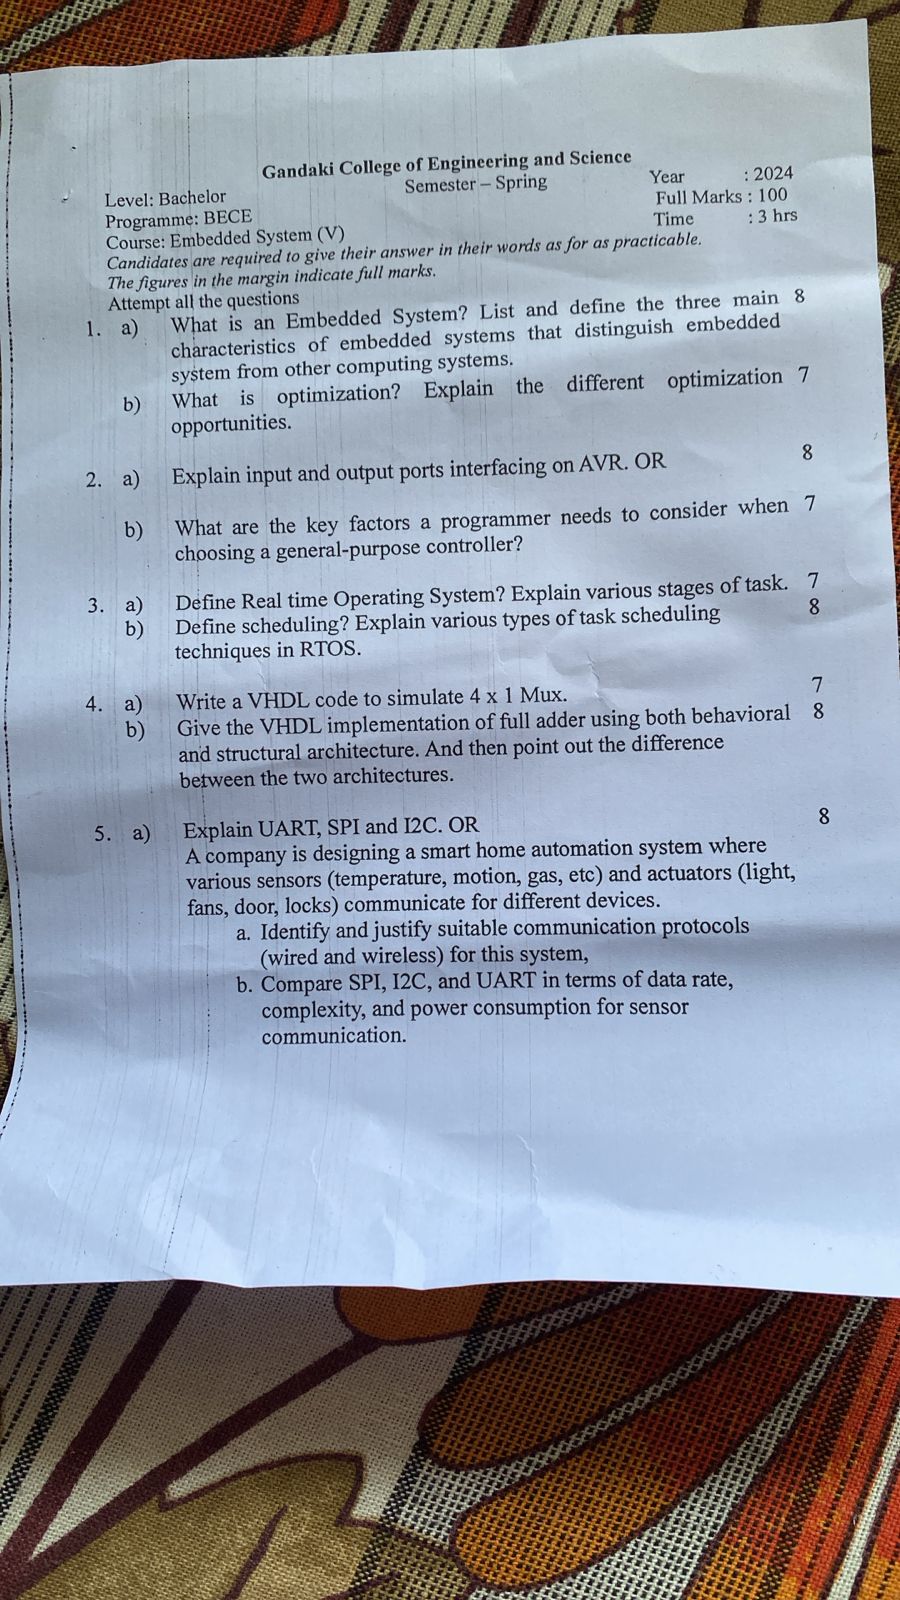 Gandaki College of Engineering and Science
Semester – Spring
Level: Bachelor
Programme: BECE
Course: Embedded System (V)
Year : 2024
Full Marks : 100
Time : 3 hrs
Candidates are required to give their answer in their words as for as practicable.
The figures in the margin indicate full marks.
Attempt all the questions
1. a) What is an Embedded System? List and define the three main 8
characteristics of embedded systems that distinguish embedded
system from other computing systems.
b) What is optimization? Explain the different optimization 7
opportunities.
2. a) Explain input and output ports interfacing on AVR. OR 8
b) What are the key factors a programmer needs to consider when 7
choosing a general-purpose controller?
3. a) Define Real time Operating System? Explain various stages of task. 7
b) Define scheduling? Explain various types of task scheduling 8
techniques in RTOS.
4. a) Write a VHDL code to simulate 4 x 1 Mux. 7
b) Give the VHDL implementation of full adder using both behavioral 8
and structural architecture. And then point out the difference
between the two architectures.
5. a) Explain UART, SPI and I2C. OR 8
A company is designing a smart home automation system where
various sensors (temperature, motion, gas, etc) and actuators (light,
fans, door, locks) communicate for different devices.
a. Identify and justify suitable communication protocols
(wired and wireless) for this system,
b. Compare SPI, I2C, and UART in terms of data rate,
complexity, and power consumption for sensor
communication.